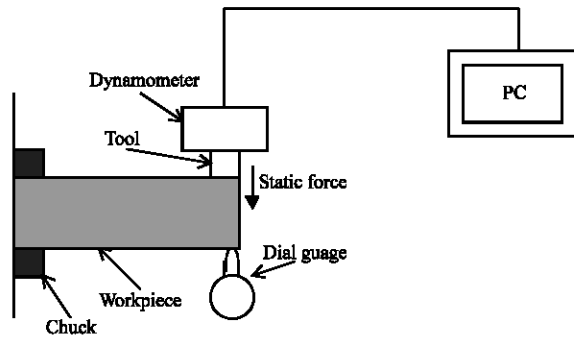 Dynamometer
PC
Tool
Static force
Dial guage
Workpiece
Chuck